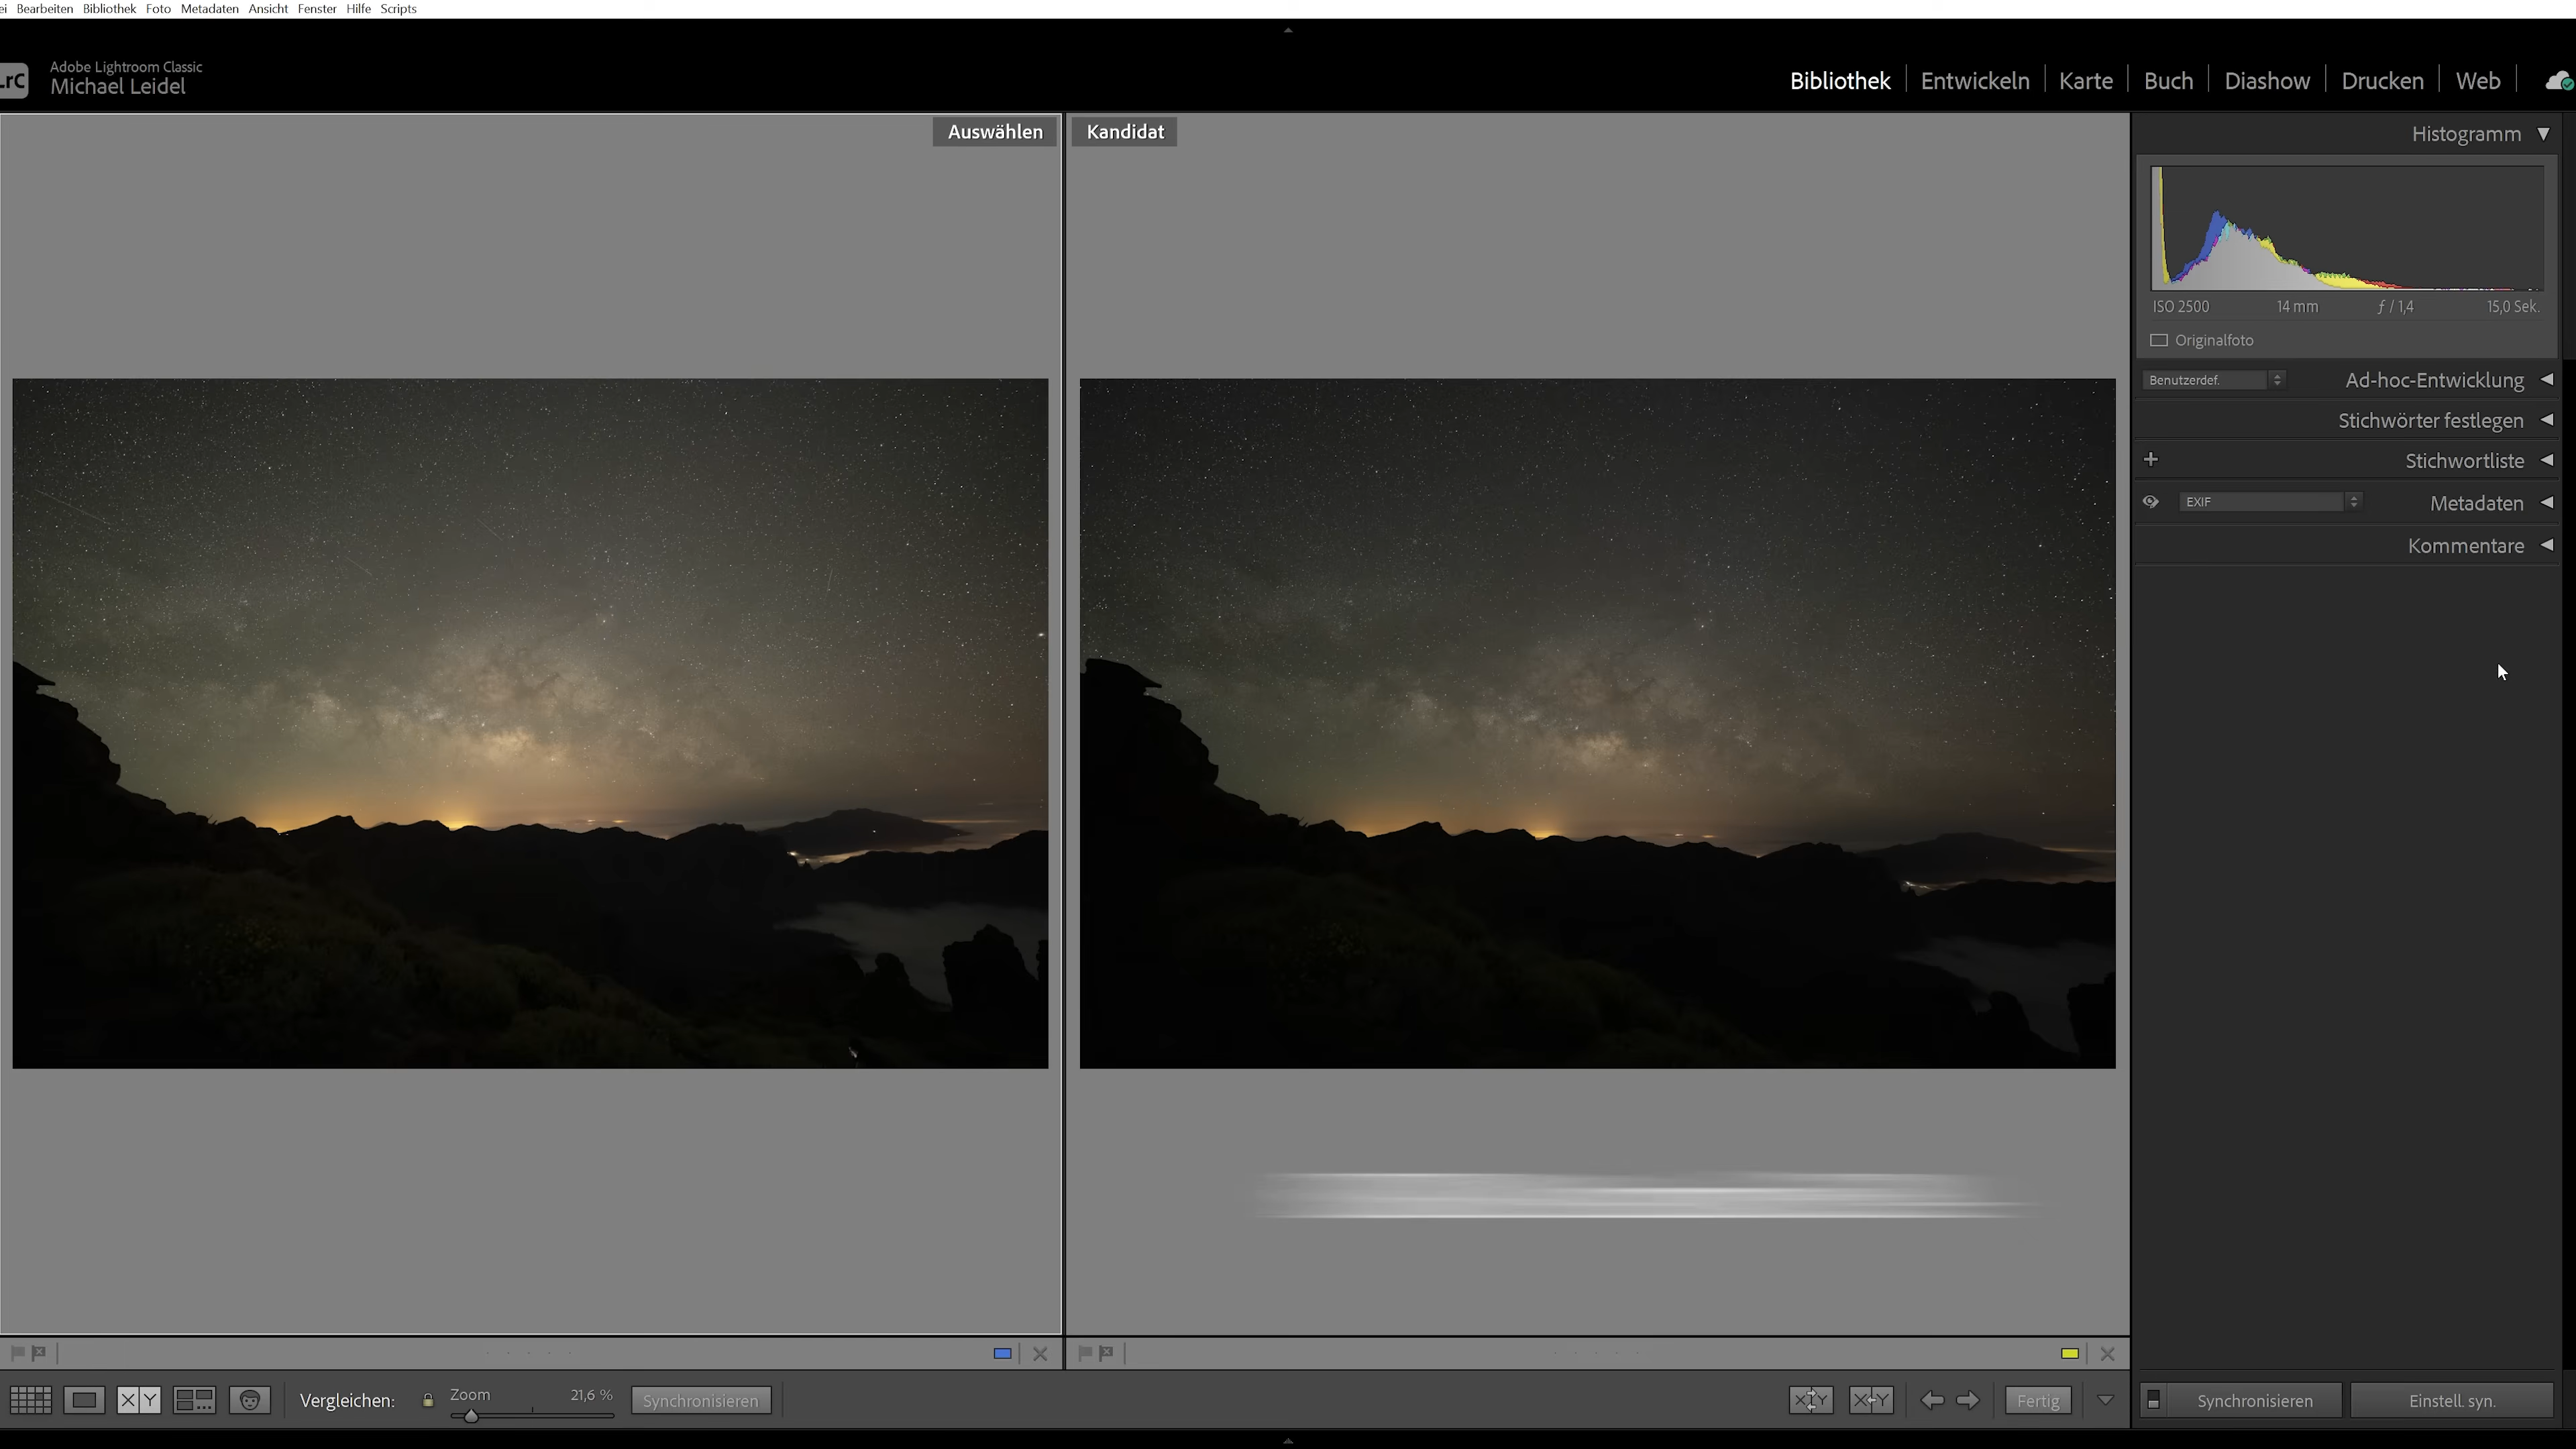 Bearbeiten Bibliothek Foto Metadaten Ansicht Fenster Hilfe Scripts
Adobe Lightroom Classic
Michael Leidel
Bibliothek | Entwickeln | Karte | Buch | Diashow | Drucken | Web |
Auswählen
Kandidat
Histogramm
ISO 2500 14 mm ƒ / 1,4 15,0 Sek.
Originalfoto
Benutzerdef. Ad-hoc-Entwicklung
Stichwörter festlegen
+ Stichwortliste
EXIF Metadaten
Kommentare
X Y Vergleichen: Zoom 21,6 % Synchronisieren
X Y X Y Fertig
Synchronisieren Einstell. syn.